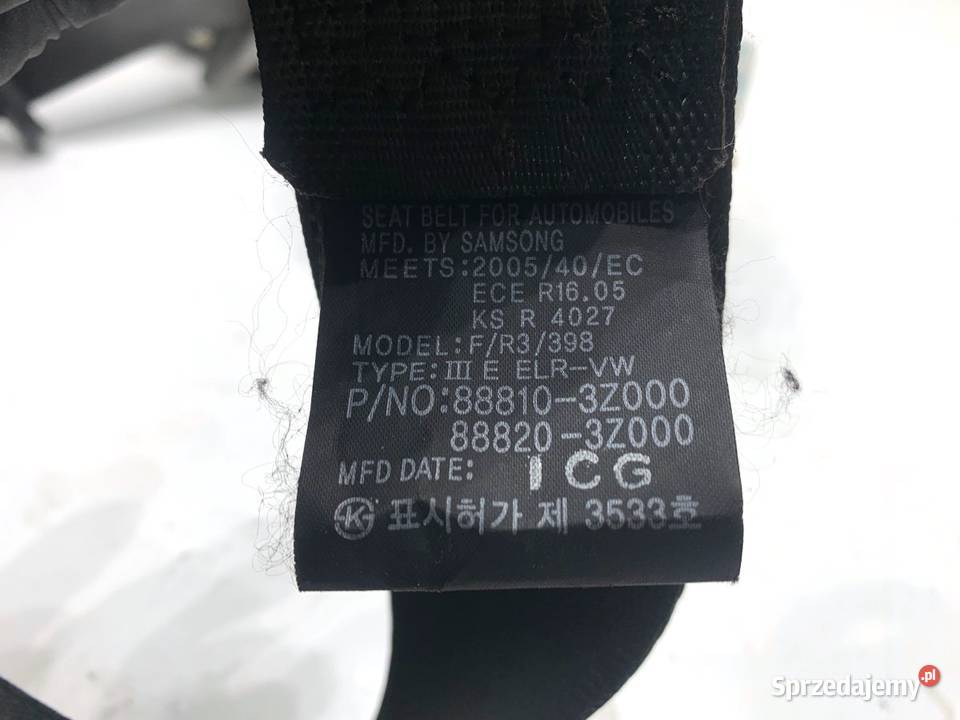 SEAT BELT FOR AUTOMOBILES
MFD. BY SAMSONG
MEETS:2005/40/EC
ECE R16.05
KS R 4027
MODEL:F/R3/398
TYPE:III E ELR-VW
P/NO:88810-3Z000
88820-3Z000
MFD DATE: I C G
K 표시허가 제 3533호
Sprzedajemy.pl